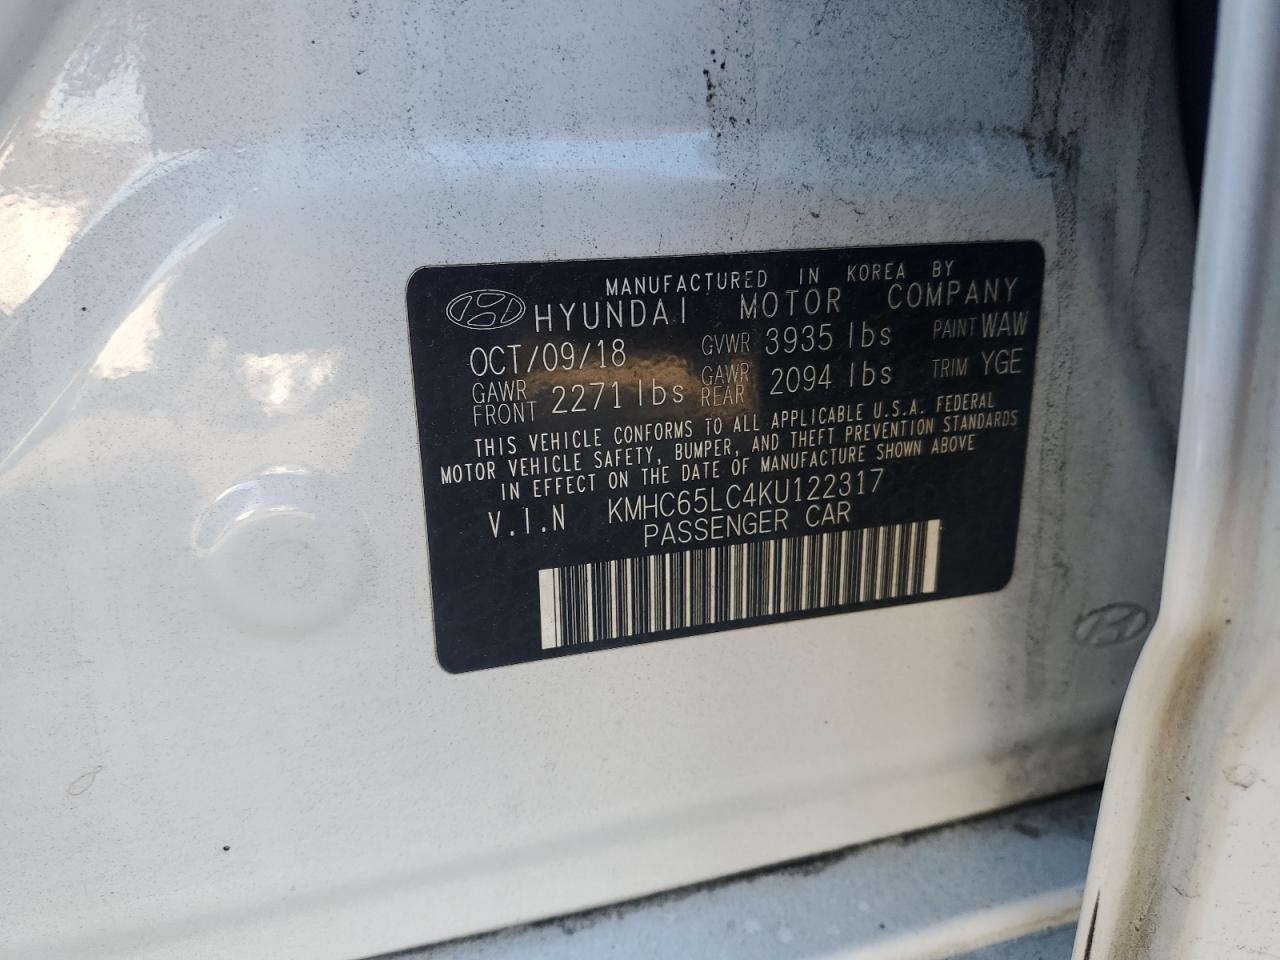 MANUFACTURED IN KOREA BY
HYUNDAI MOTOR COMPANY
OCT/09/18 GVWR 3935 lbs PAINT WAW
GAWR FRONT 2271 lbs GAWR REAR 2094 lbs TRIM YGE
THIS VEHICLE CONFORMS TO ALL APPLICABLE U.S.A. FEDERAL
MOTOR VEHICLE SAFETY, BUMPER, AND THEFT PREVENTION STANDARDS
IN EFFECT ON THE DATE OF MANUFACTURE SHOWN ABOVE
V.I.N KMHC65LC4KU122317
PASSENGER CAR